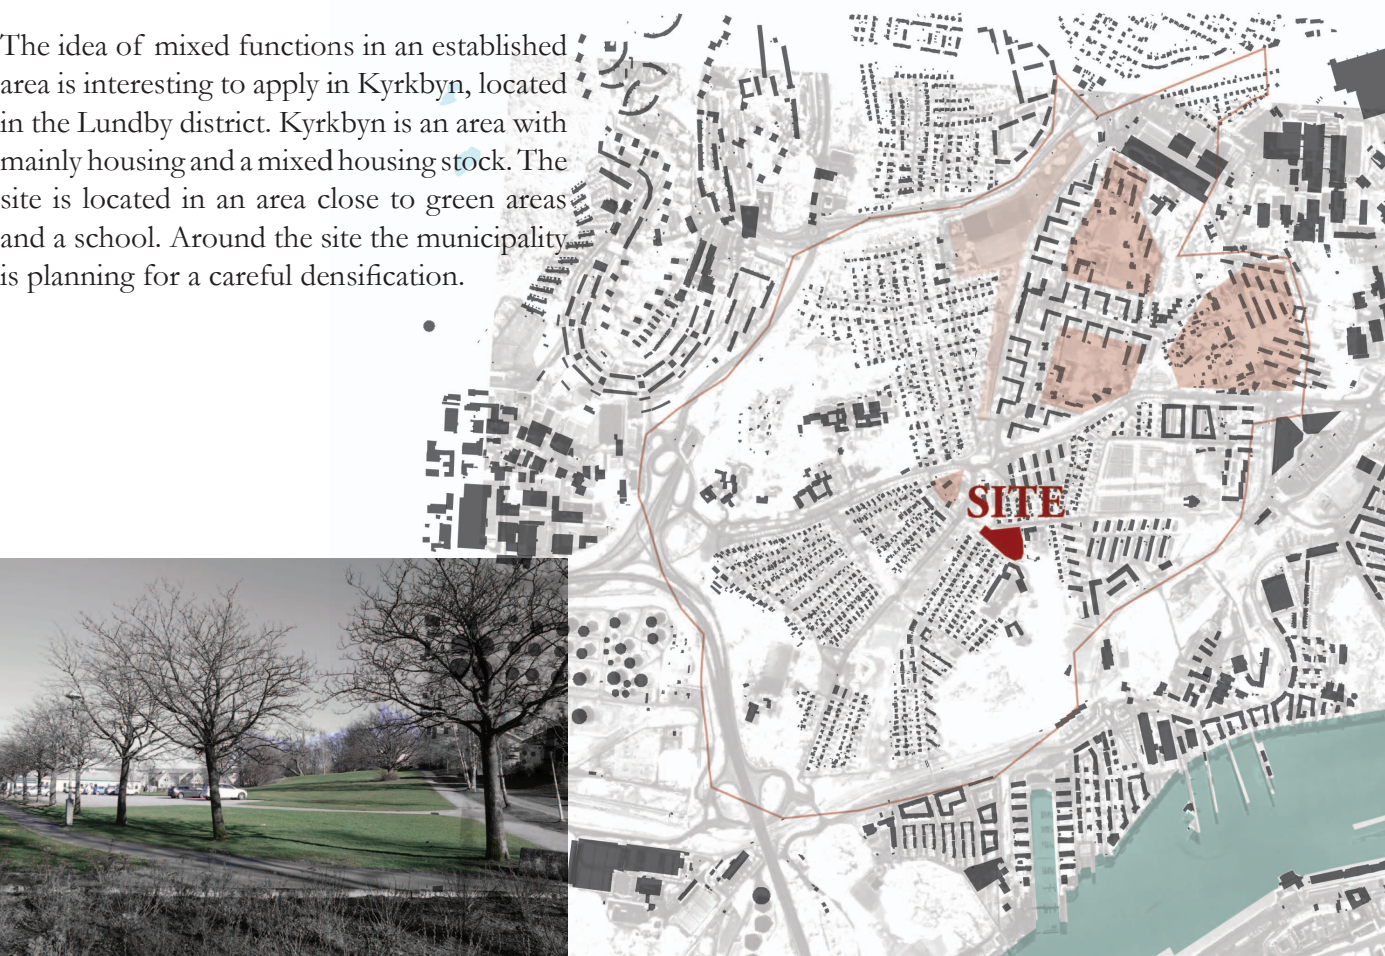 The idea of mixed functions in an established
area is interesting to apply in Kyrkbyn, located
in the Lundby district. Kyrkbyn is an area with
mainly housing and a mixed housing stock. The
site is located in an area close to green areas
and a school. Around the site the municipality
is planning for a careful densification.
SITE